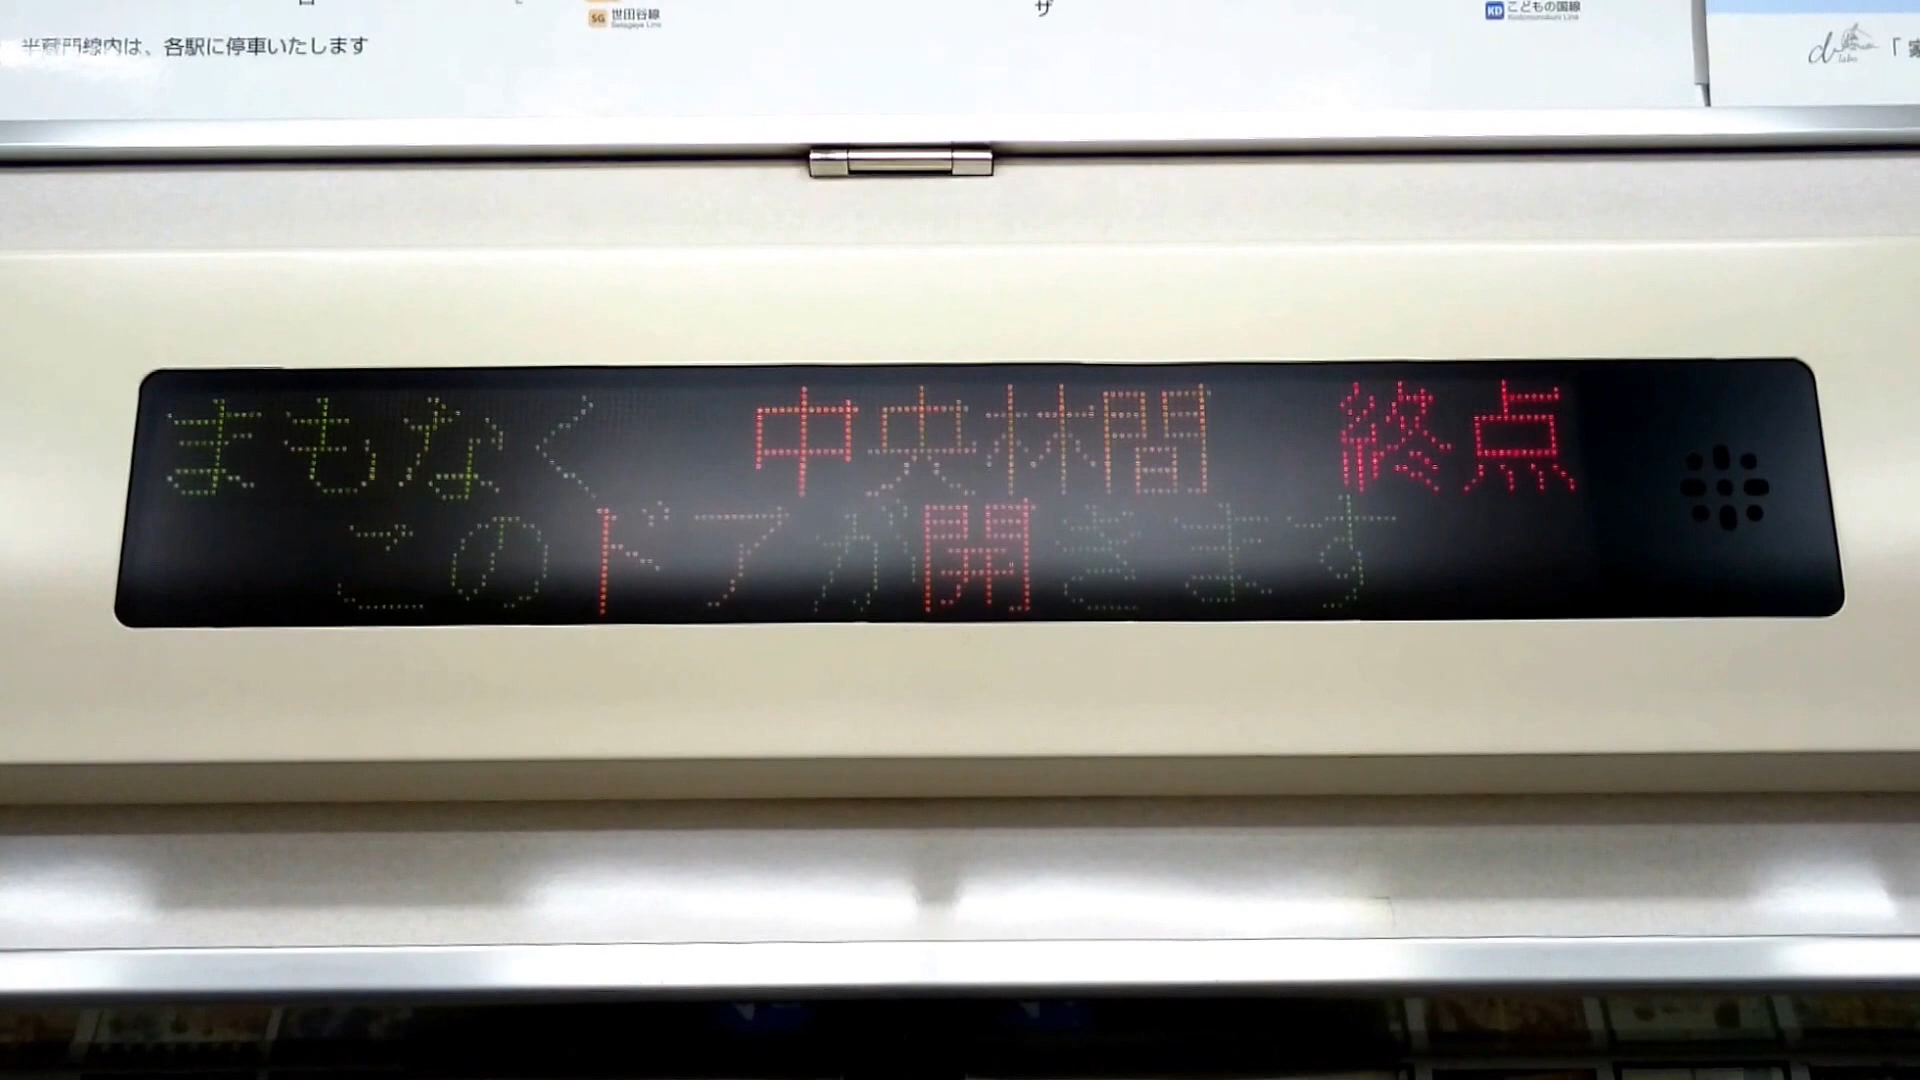 SG 世田谷線
Setagaya Line
KD こどもの国線
Kodomonokuni Line
半蔵門線内は、各駅に停車いたします
まもなく 中央林間 終点
このドアが開きます